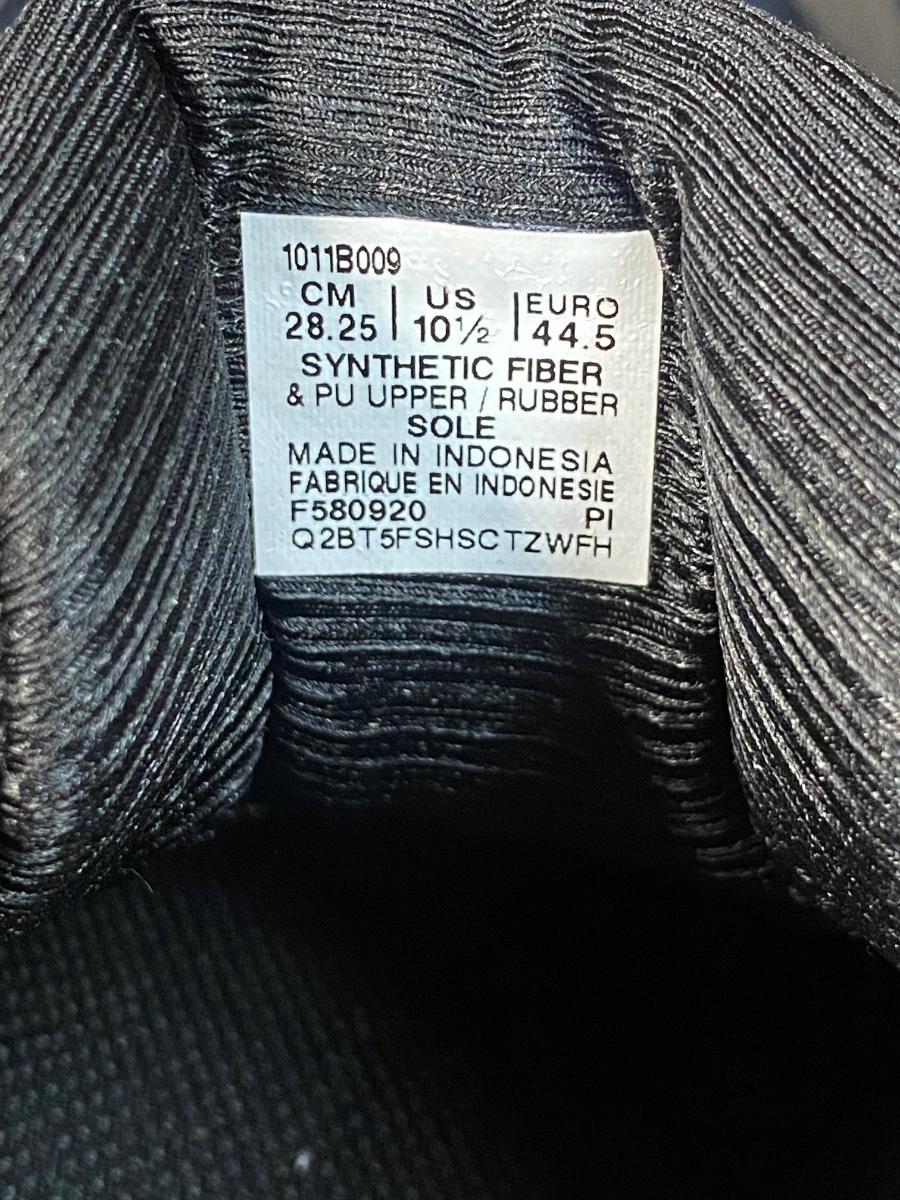 1011B009
CM | US | EURO
28.25 | 10½ | 44.5
SYNTHETIC FIBER
& PU UPPER / RUBBER
SOLE
MADE IN INDONESIA
FABRIQUE EN INDONESIE
F580920 PI
Q2BT5FSHSCTZWFH